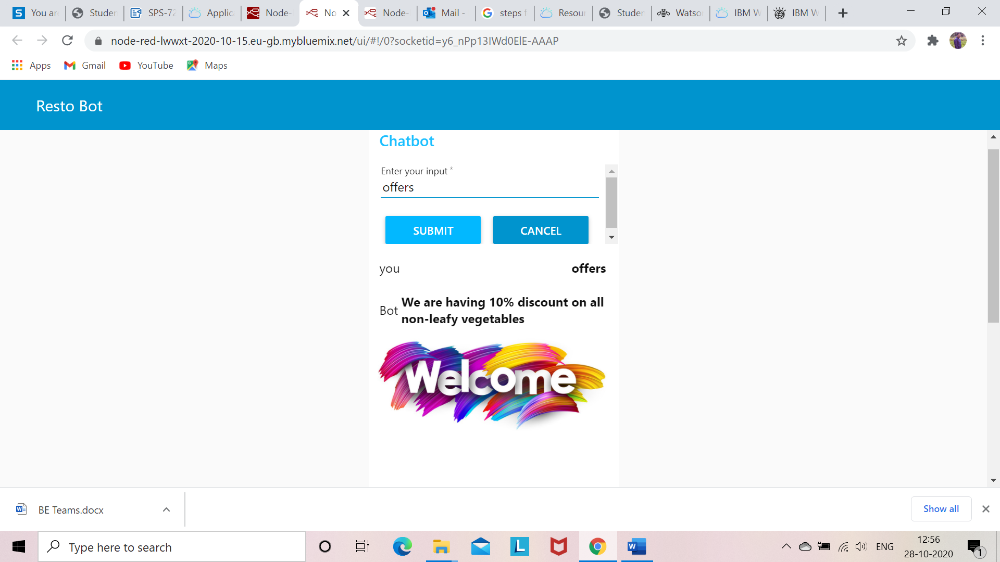 You ar
Studer
SPS-72
Applic
Node-
No
Node-
Mail -
steps f
Resour
Studer
Watso
IBM W
IBM W
node-red-lwwxt-2020-10-15.eu-gb.mybluemix.net/ui/#!/0?socketid=y6_nPp13IWd0ElE-AAAP
Apps
Gmail
YouTube
Maps
Resto Bot
Chatbot
Enter your input *
offers
SUBMIT
CANCEL
you
offers
Bot
We are having 10% discount on all
non-leafy vegetables
Welcome
BE Teams.docx
Show all
Type here to search
ENG
12:56
28-10-2020
1